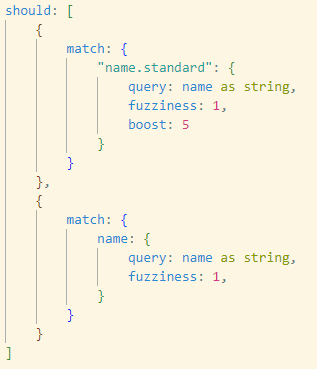 should: [
    {
        match: {
            "name.standard": {
                query: name as string,
                fuzziness: 1,
                boost: 5
            }
        }
    },
    {
        match: {
            name: {
                query: name as string,
                fuzziness: 1,
            }
        }
    }
]